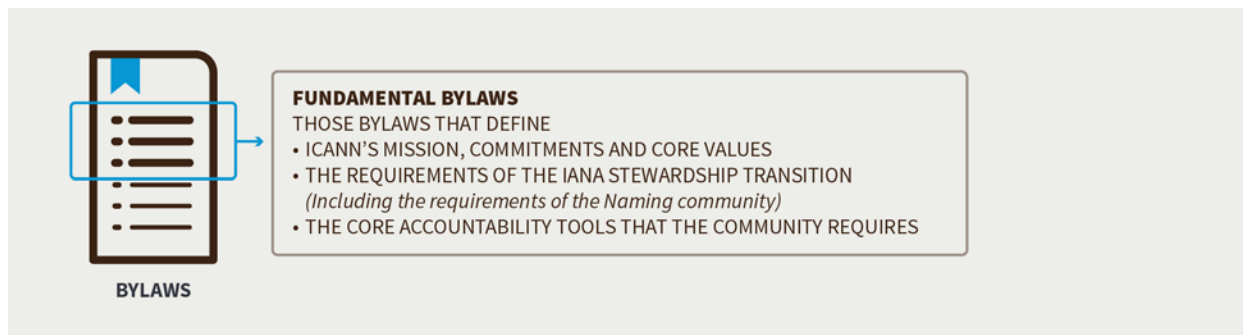 FUNDAMENTAL BYLAWS
THOSE BYLAWS THAT DEFINE
• ICANN’S MISSION, COMMITMENTS AND CORE VALUES
• THE REQUIREMENTS OF THE IANA STEWARDSHIP TRANSITION
(Including the requirements of the Naming community)
• THE CORE ACCOUNTABILITY TOOLS THAT THE COMMUNITY REQUIRES
BYLAWS